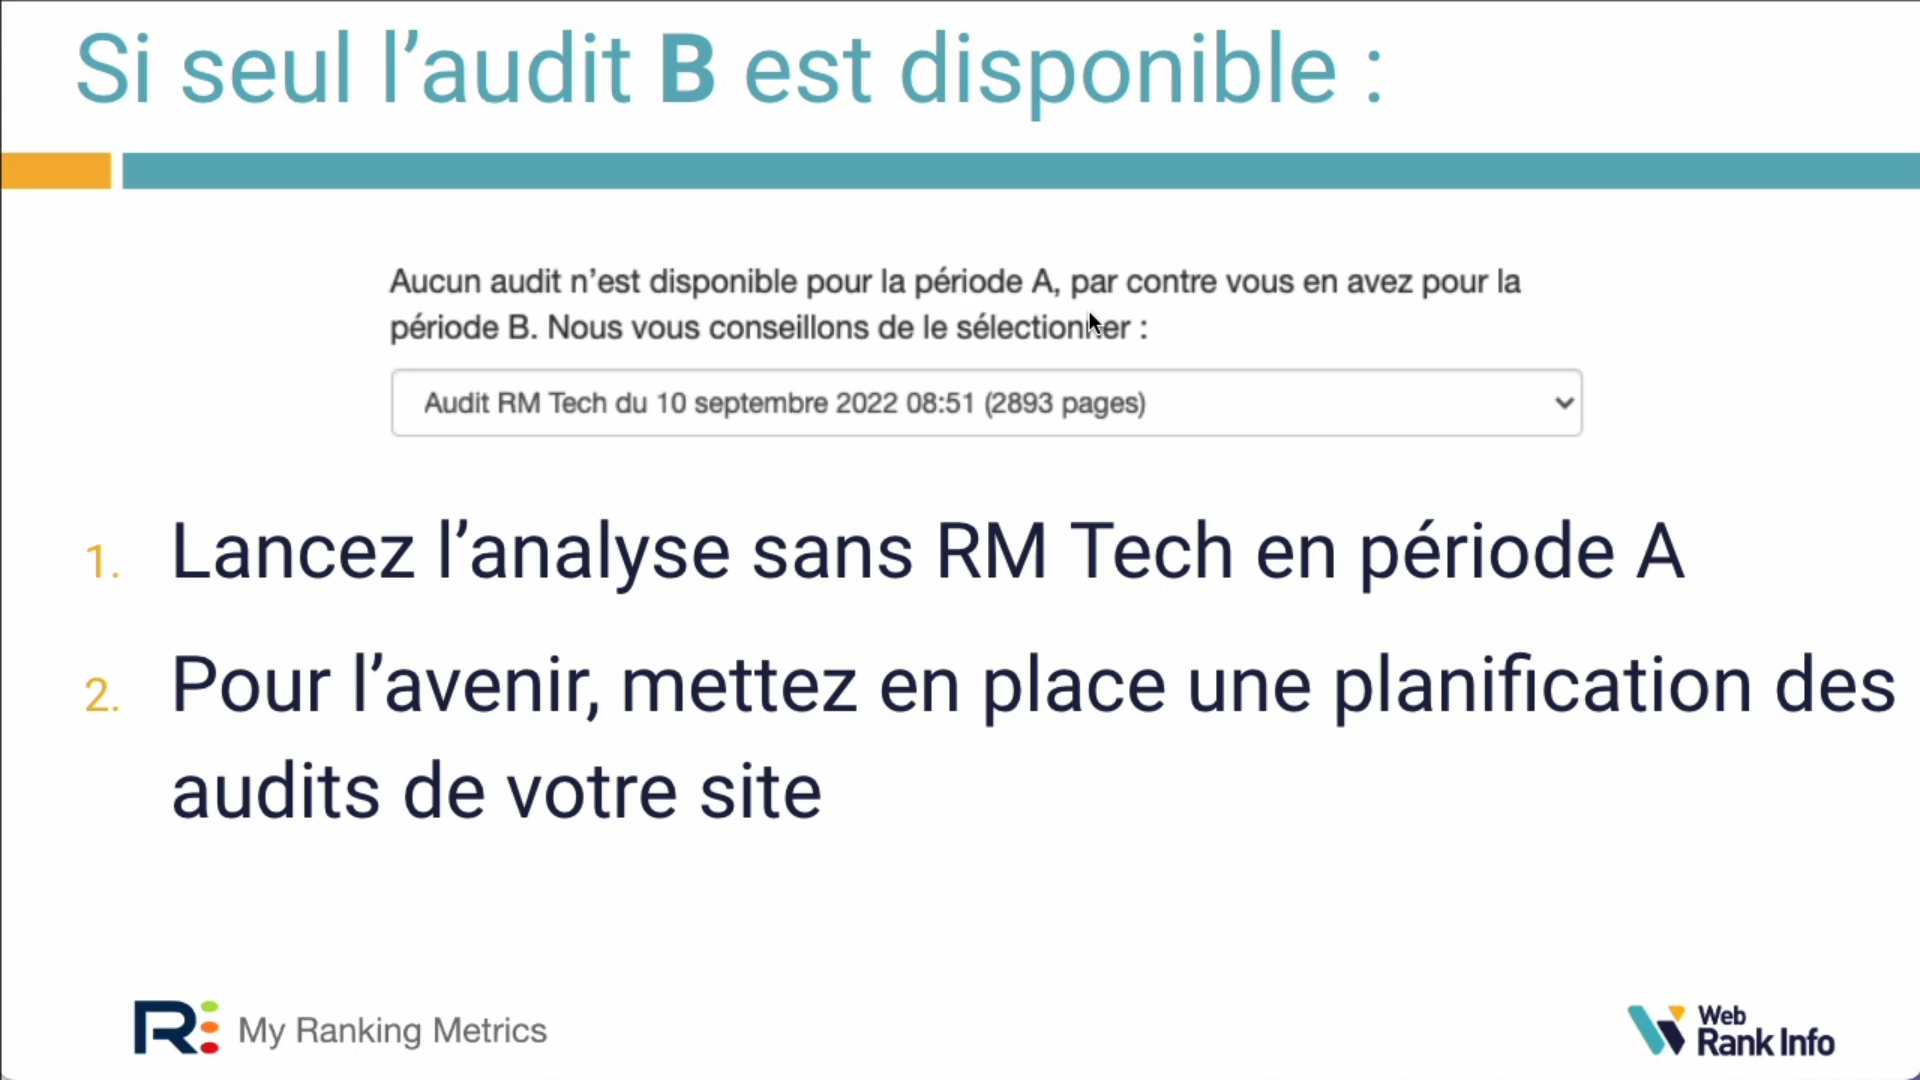 Si seul l’audit B est disponible :
Aucun audit n’est disponible pour la période A, par contre vous en avez pour la
période B. Nous vous conseillons de le sélectionner :
Audit RM Tech du 10 septembre 2022 08:51 (2893 pages)
1. Lancez l’analyse sans RM Tech en période A
2. Pour l’avenir, mettez en place une planification des
audits de votre site
My Ranking Metrics
Web
Rank Info